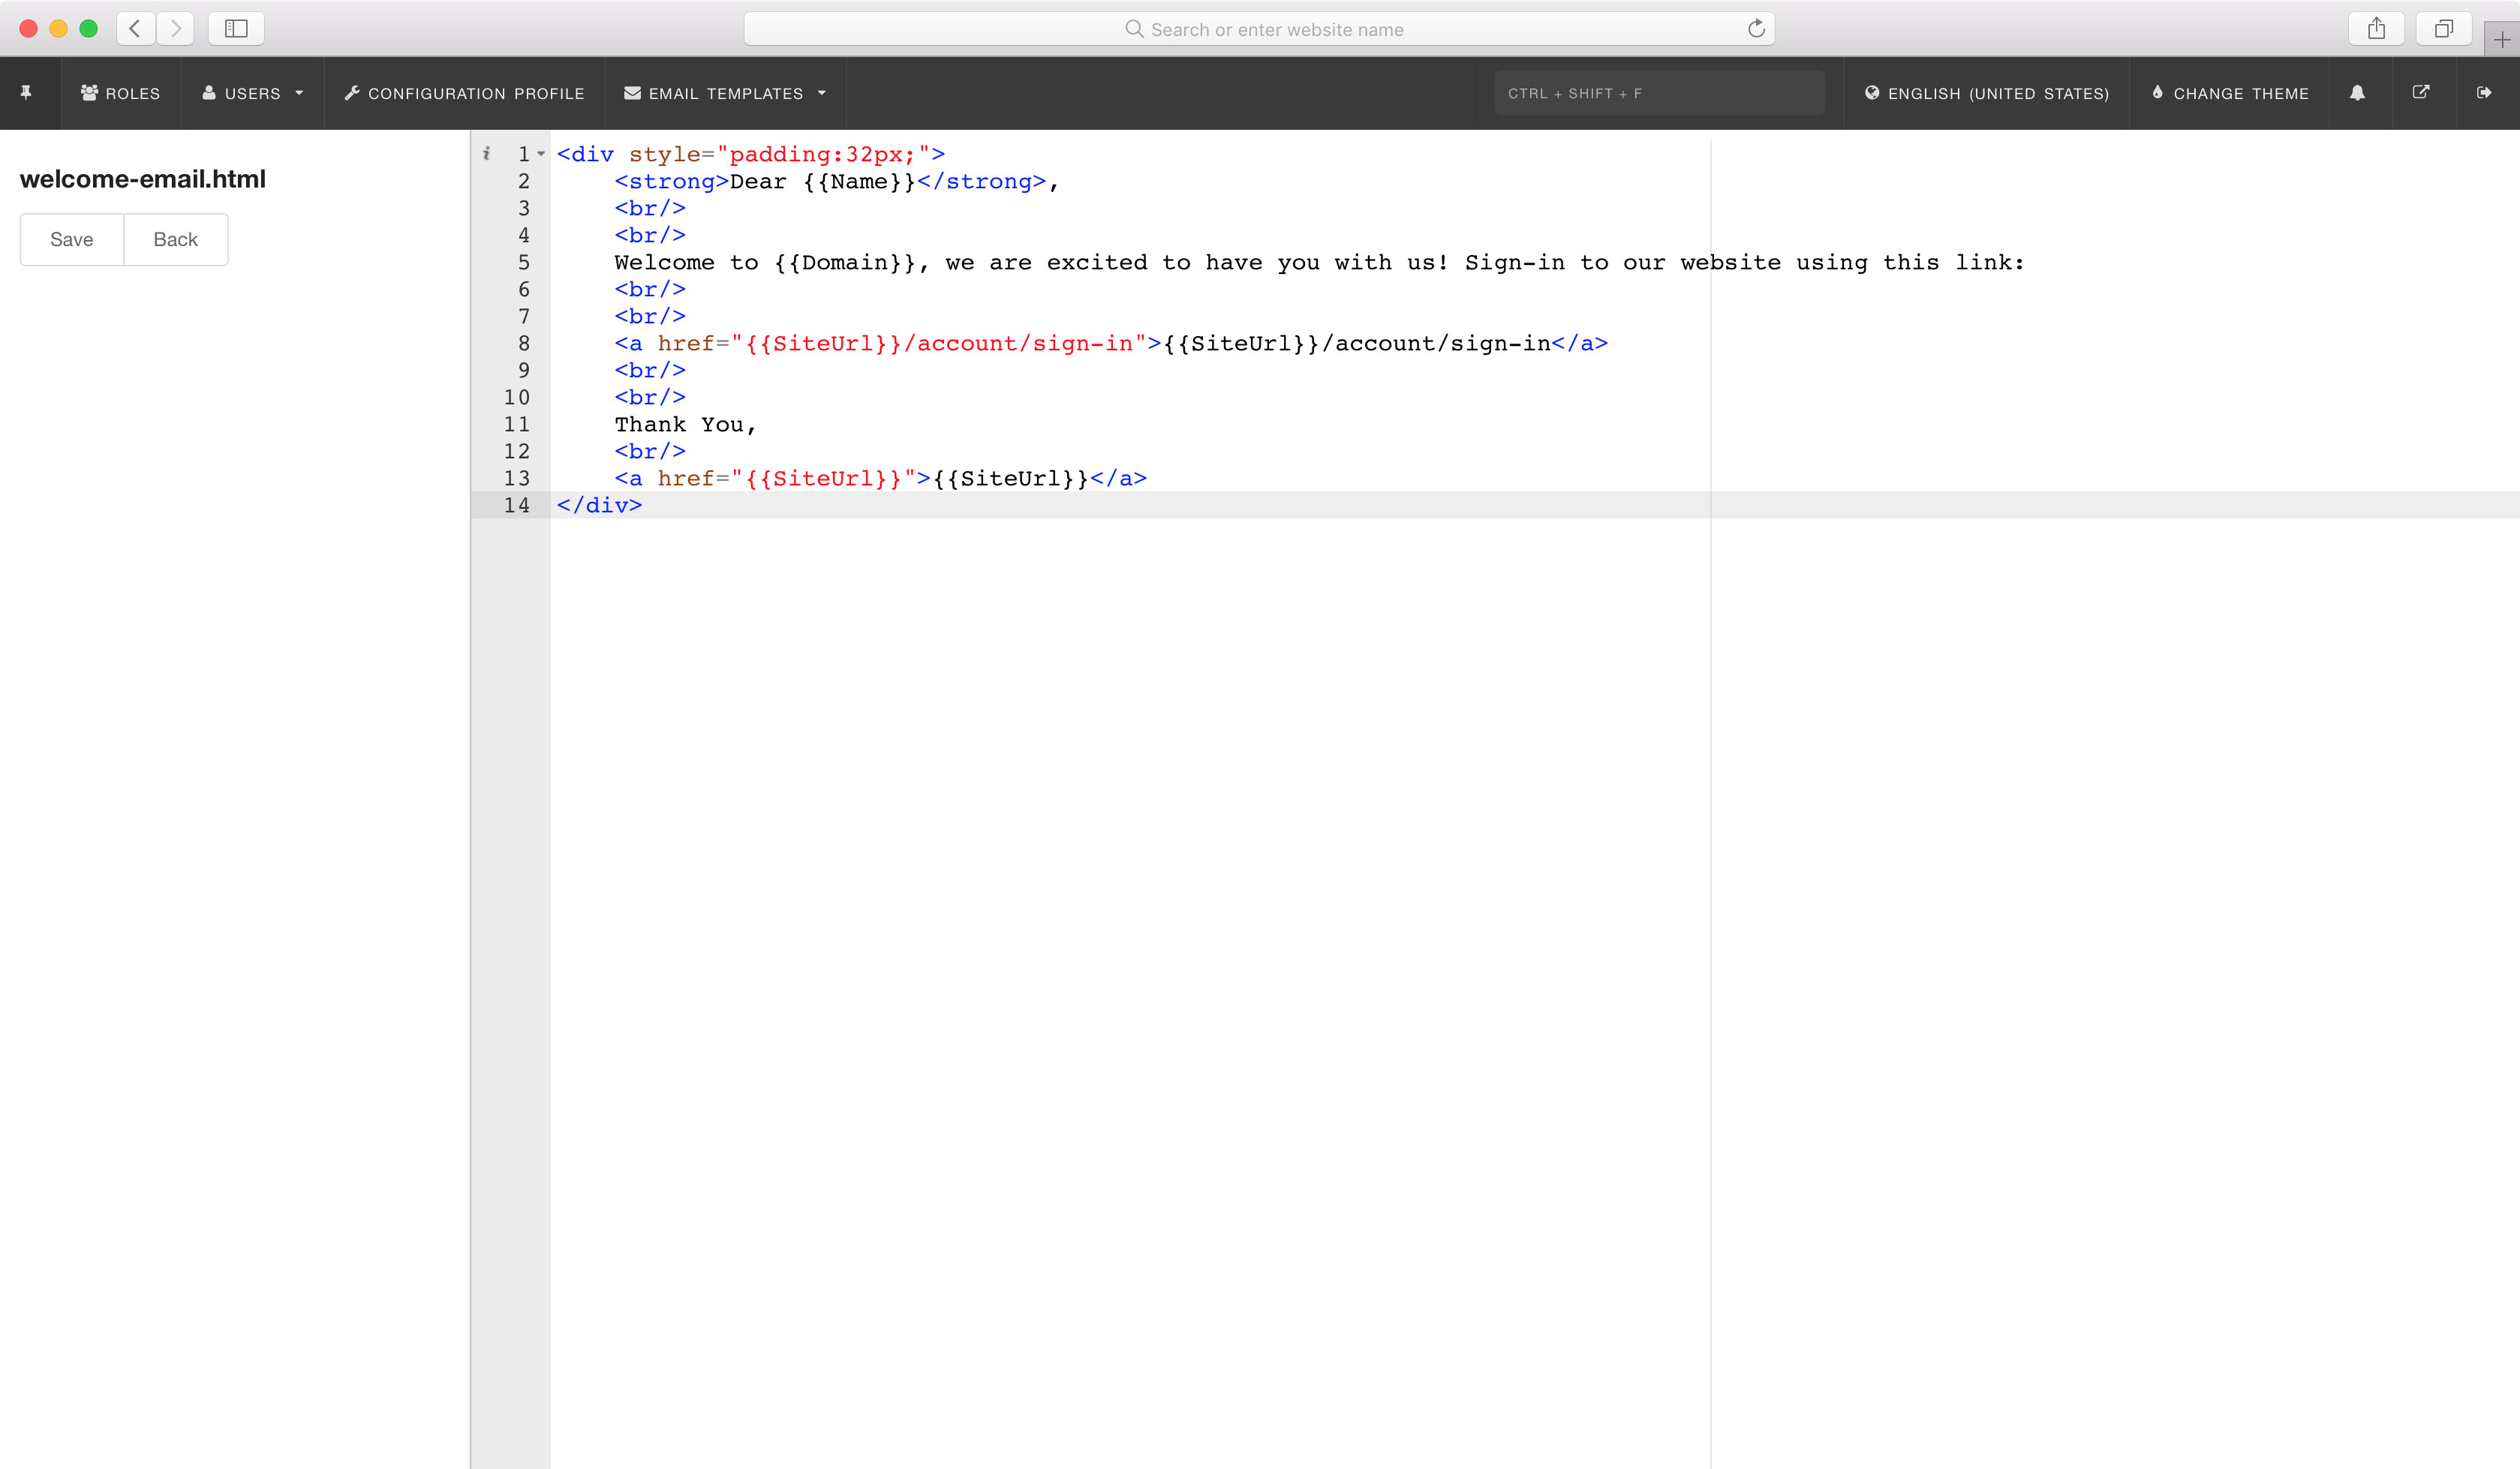 Search or enter website name
ROLES USERS CONFIGURATION PROFILE EMAIL TEMPLATES CTRL + SHIFT + F ENGLISH (UNITED STATES) CHANGE THEME
welcome-email.html
Save Back
i 1 <div style="padding:32px;">
2     <strong>Dear {{Name}}</strong>,
3     <br/>
4     <br/>
5     Welcome to {{Domain}}, we are excited to have you with us! Sign-in to our website using this link:
6     <br/>
7     <br/>
8     <a href="{{SiteUrl}}/account/sign-in">{{SiteUrl}}/account/sign-in</a>
9     <br/>
10     <br/>
11     Thank You,
12     <br/>
13     <a href="{{SiteUrl}}">{{SiteUrl}}</a>
14 </div>